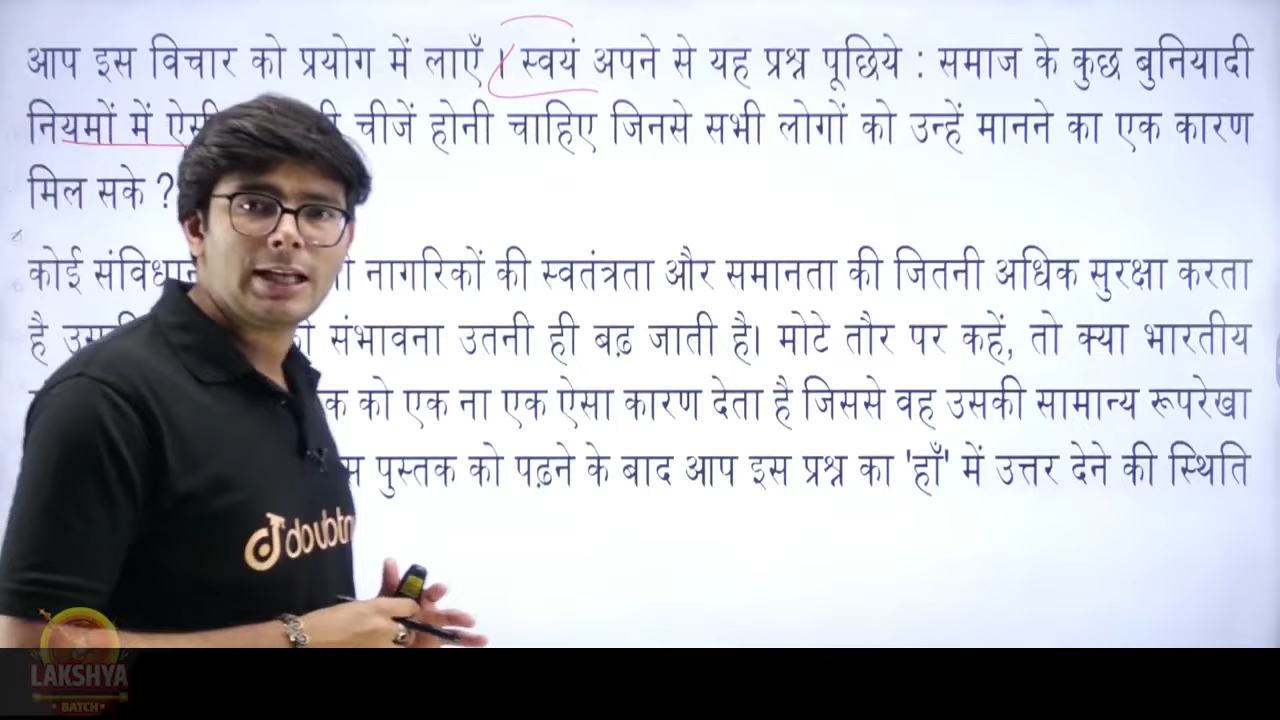 आप इस विचार को प्रयोग में लाएँ । स्वयं अपने से यह प्रश्न पूछिये : समाज के कुछ बुनियादी
नियमों में चीजें होनी चाहिए जिनसे सभी लोगों को उन्हें मानने का एक कारण
मिल सके ?
कोई नागरिकों की स्वतंत्रता और समानता की जितनी अधिक सुरक्षा करता
है संभावना उतनी ही बढ़ जाती है। मोटे तौर पर कहें, तो क्या भारतीय
को एक ना एक ऐसा कारण देता है जिससे वह उसकी सामान्य रूपरेखा
पुस्तक को पढ़ने के बाद आप इस प्रश्न का 'हाँ' में उत्तर देने की स्थिति
LAKSHYA
BATCH